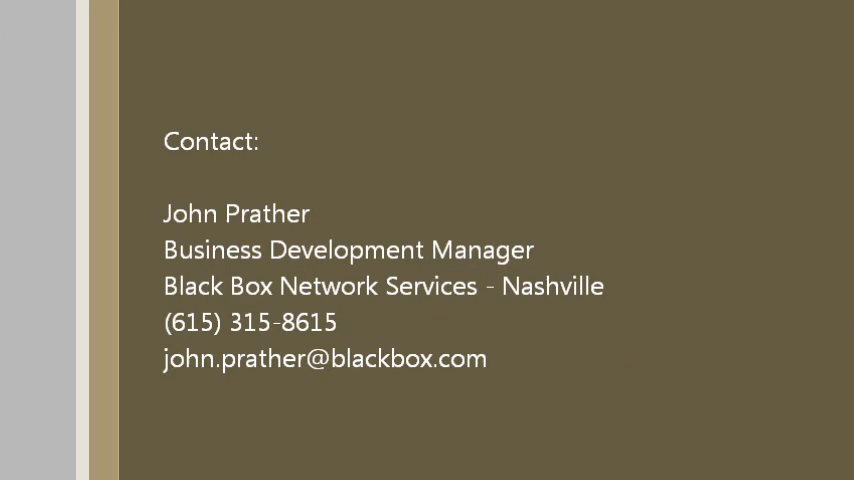 Contact:
John Prather
Business Development Manager
Black Box Network Services - Nashville
(615) 315-8615
john.prather@blackbox.com